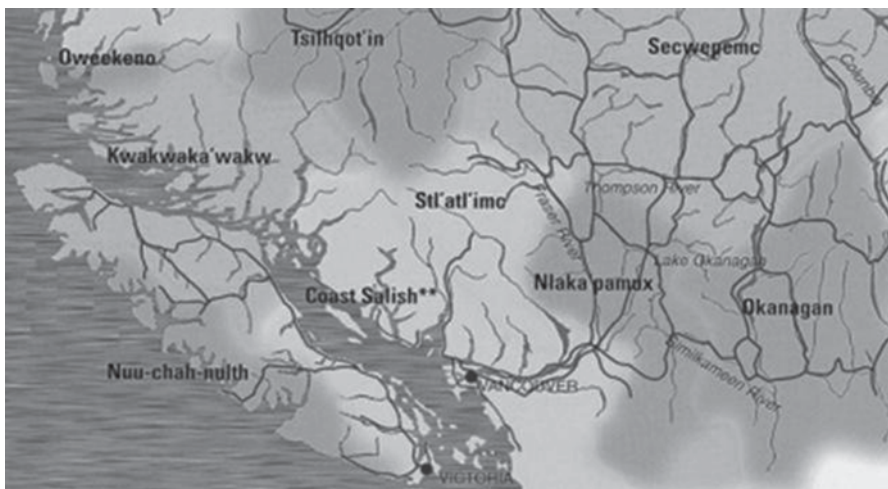 Tsilhqot'in
Secwepemc
Oweekeno
Columbia
Kwakwaka'wakw
Thompson River
Stl'atl'imc
Fraser River
Lake Okanagan
Nlaka pamux
Coast Salish**
Okanagan
Similkameen River
Nuu-chah-nulth
VANCOUVER
VICTORIA